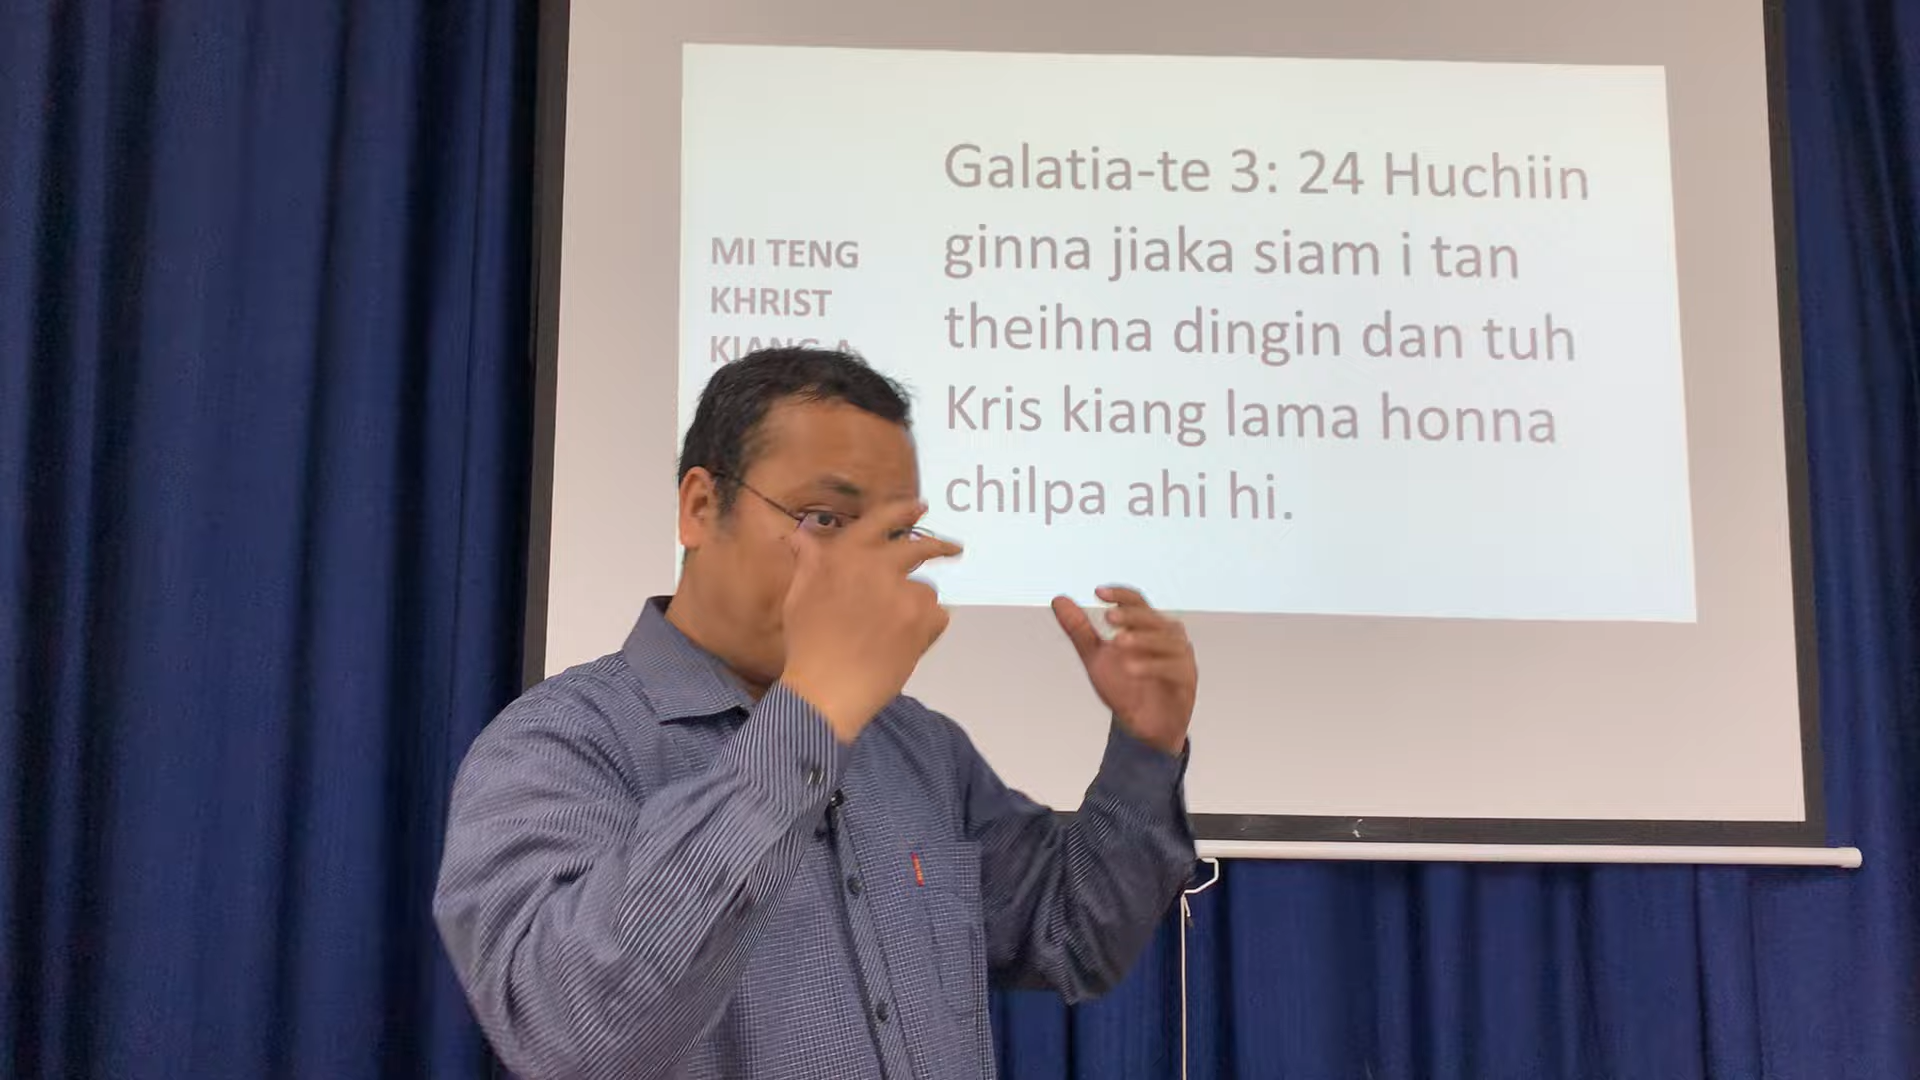 MI TENG
KHRIST
KIANG A
Galatia-te 3: 24 Huchiin
ginna jiaka siam i tan
theihna dingin dan tuh
Kris kiang lama honna
chilpa ahi hi.